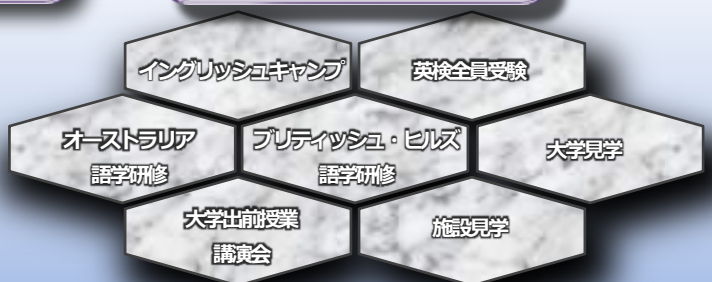 イングリッシュキャンプ
英検全員受験
オーストラリア
語学研修
ブリティッシュ・ヒルズ
語学研修
大学見学
大学出前授業
講演会
施設見学